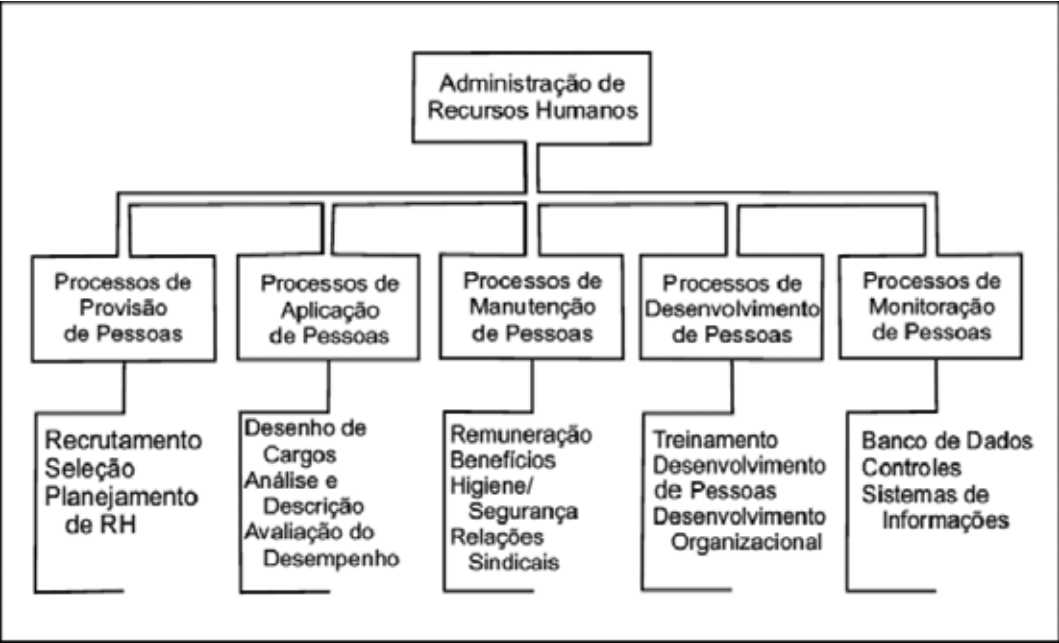 Administração de
Recursos Humanos
Processos de
Provisão
de Pessoas
Processos de
Aplicação
de Pessoas
Processos de
Manutenção
de Pessoas
Processos de
Desenvolvimento
de Pessoas
Processos de
Monitoração
de Pessoas
Recrutamento
Seleção
Planejamento
de RH
Desenho de
Cargos
Análise e
Descrição
Avaliação do
Desempenho
Remuneração
Benefícios
Higiene/
Segurança
Relações
Sindicais
Treinamento
Desenvolvimento
de Pessoas
Desenvolvimento
Organizacional
Banco de Dados
Controles
Sistemas de
Informações